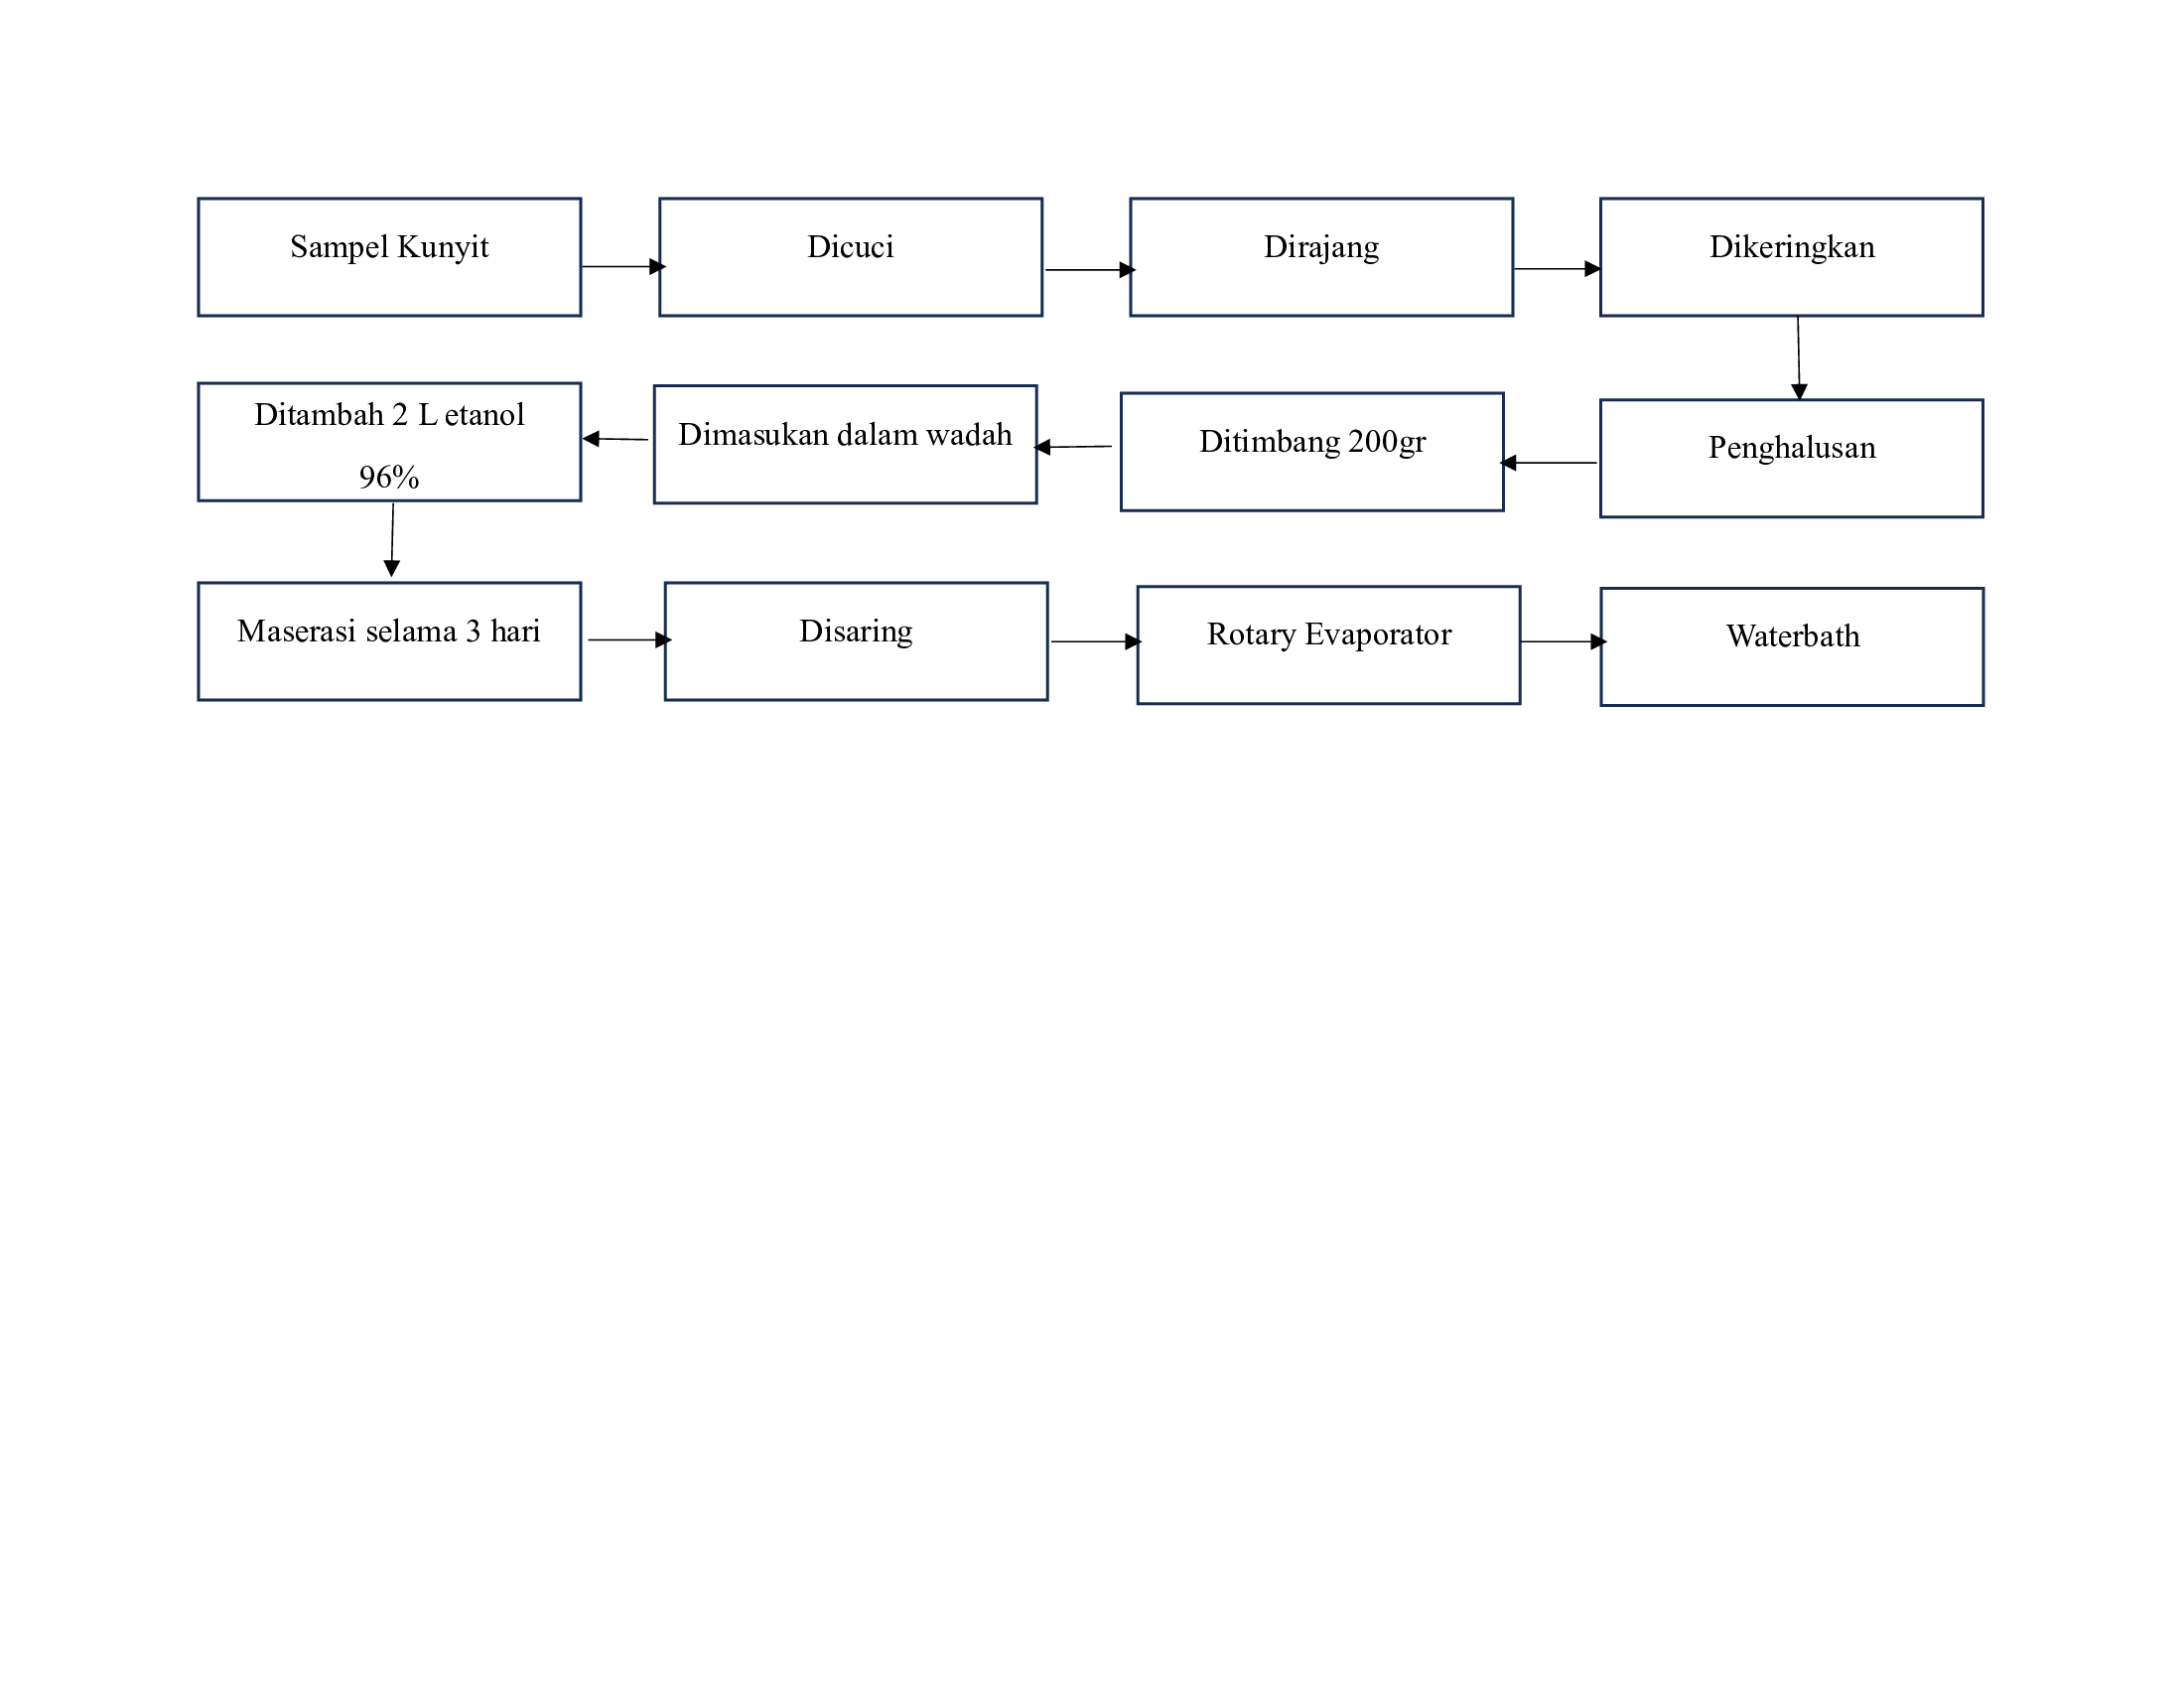 Sampel Kunyit
Dicuci
Dirajang
Dikeringkan
Penghalusan
Ditimbang 200gr
Dimasukan dalam wadah
Ditambah 2 L etanol
96%
Maserasi selama 3 hari
Disaring
Rotary Evaporator
Waterbath